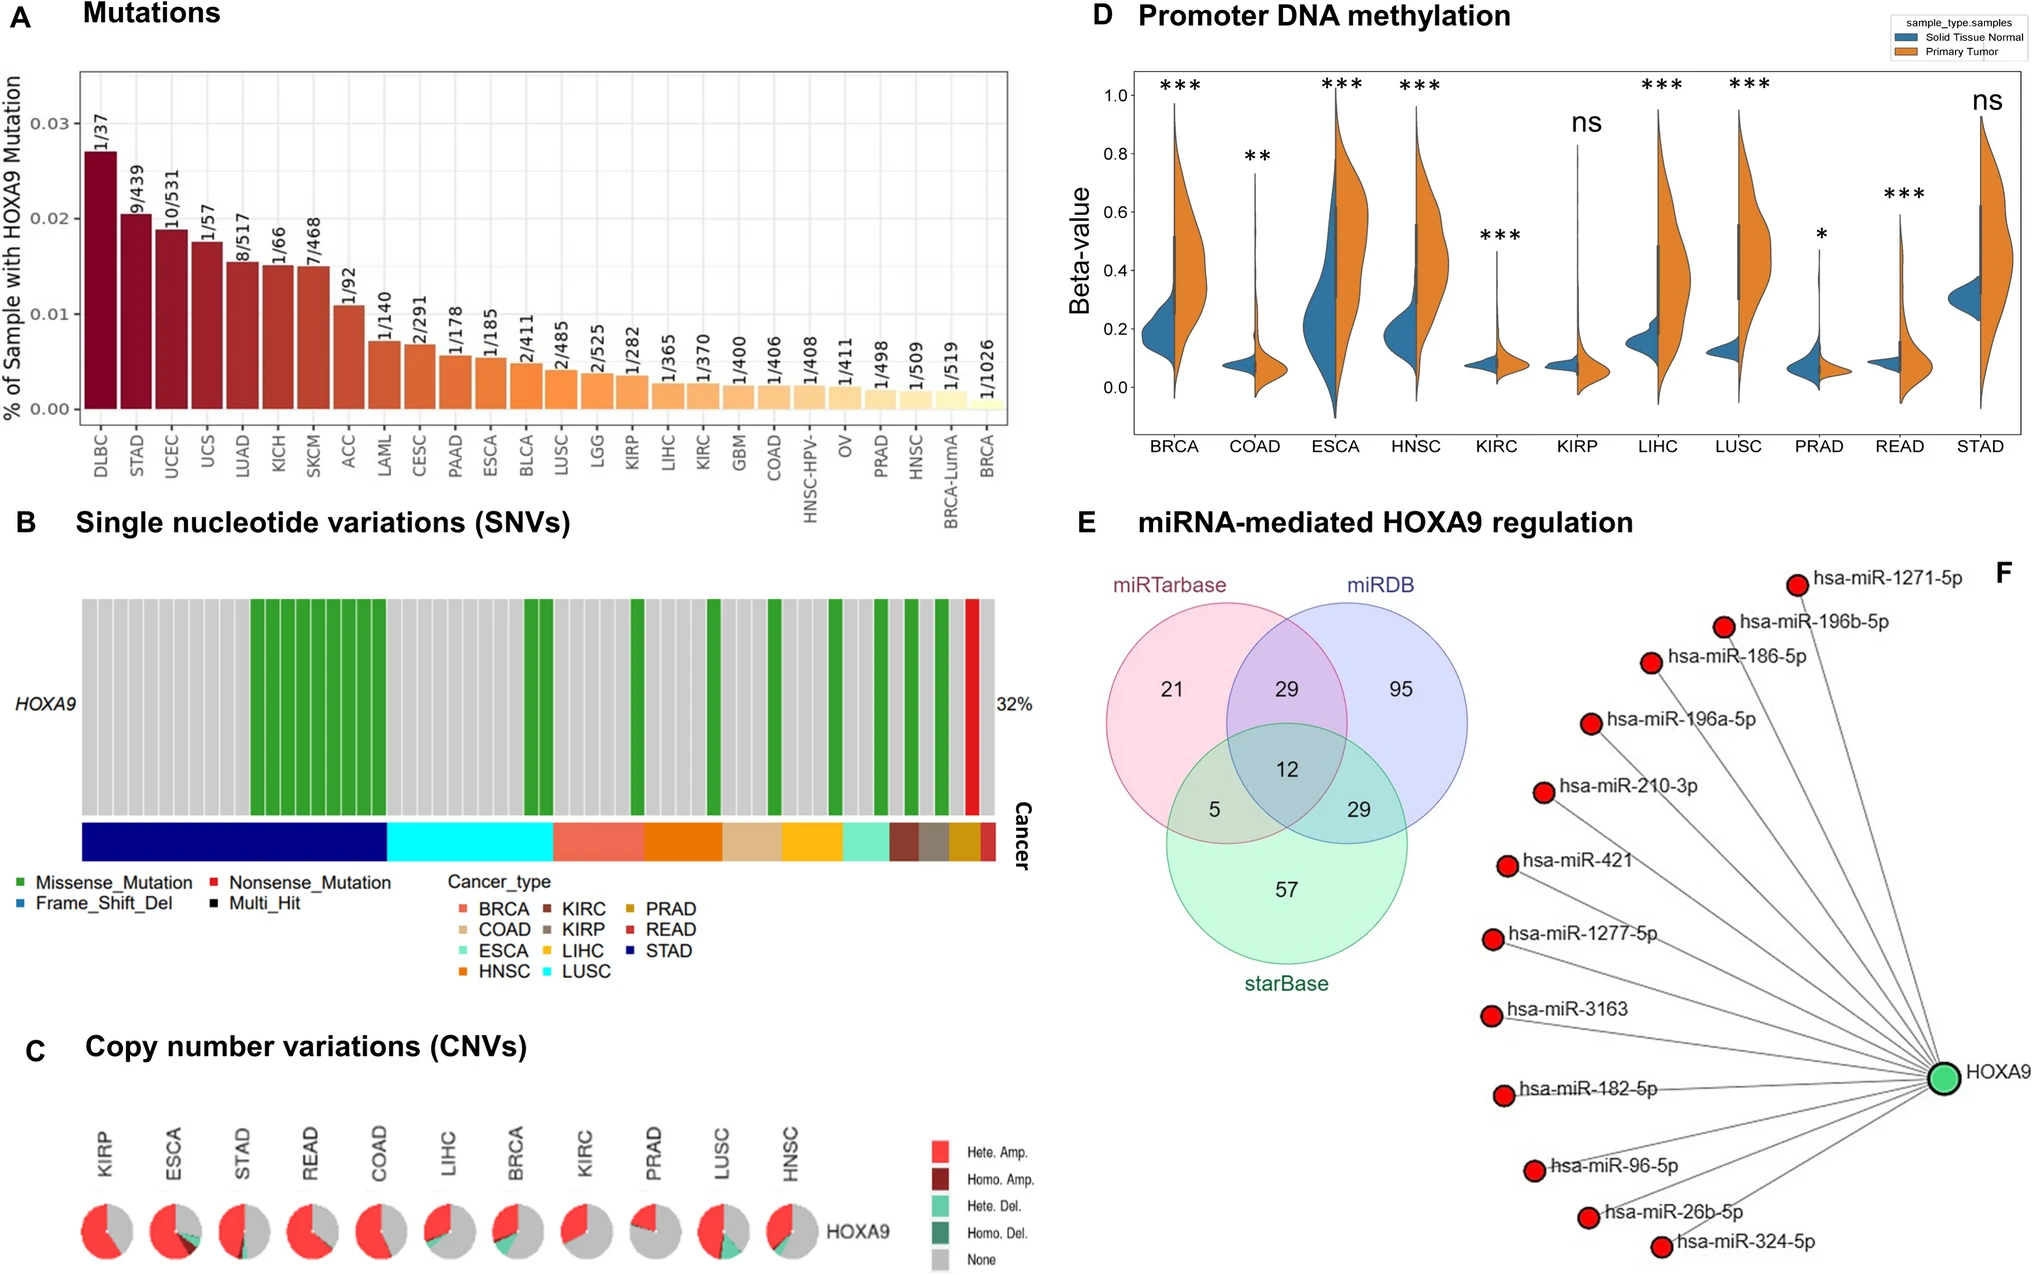 A Mutations
% of Sample with HOXA9 Mutation
0.03
0.02
0.01
0.00
1/37
9/439
10/531
1/57
8/517
1/66
7/468
1/92
1/140
2/291
1/178
1/185
2/411
2/485
2/525
1/282
1/365
1/370
1/400
1/406
1/408
1/411
1/498
1/509
1/519
1/1026
DLBC
STAD
UCEC
UCS
LUAD
KICH
SKCM
ACC
LAML
CESC
PAAD
ESCA
BLCA
LUSC
LGG
KIRP
LIHC
KIRC
GBM
COAD
HNSC-HPV-
OV
PRAD
HNSC
BRCA-LumA
BRCA
B Single nucleotide variations (SNVs)
HOXA9
32%
Cancer
Missense_Mutation
Nonsense_Mutation
Frame_Shift_Del
Multi_Hit
Cancer_type
BRCA KIRC PRAD
COAD KIRP READ
ESCA LIHC STAD
HNSC LUSC
C Copy number variations (CNVs)
KIRP
ESCA
STAD
READ
COAD
LIHC
BRCA
KIRC
PRAD
LUSC
HNSC
HOXA9
Hete. Amp.
Homo. Amp.
Hete. Del.
Homo. Del.
None
D Promoter DNA methylation
sample_type.samples
Solid Tissue Normal
Primary Tumor
Beta-value
1.0
0.8
0.6
0.4
0.2
0.0
***
**
***
***
***
ns
***
***
*
***
ns
BRCA COAD ESCA HNSC KIRC KIRP LIHC LUSC PRAD READ STAD
E miRNA-mediated HOXA9 regulation
miRTarbase
miRDB
21 29 95
12
5 29
57
starBase
F
hsa-miR-1271-5p
hsa-miR-196b-5p
hsa-miR-186-5p
hsa-miR-196a-5p
hsa-miR-210-3p
hsa-miR-421
hsa-miR-1277-5p
hsa-miR-3163
HOXA9
hsa-miR-182-5p
hsa-miR-96-5p
hsa-miR-26b-5p
hsa-miR-324-5p